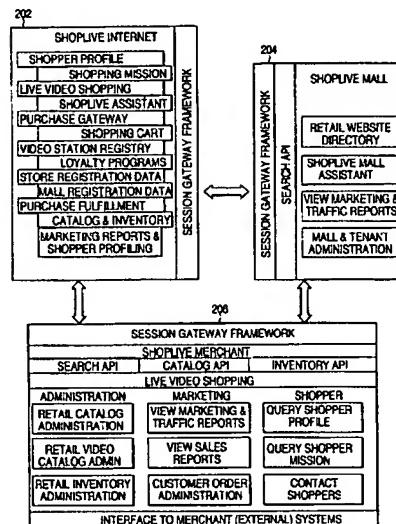 202
SHOPLIVE INTERNET
SHOPPER PROFILE
SHOPPING MISSION
LIVE VIDEO SHOPPING
SHOPLIVE ASSISTANT
PURCHASE GATEWAY
SHOPPING CART
VIDEO STATION REGISTRY
LOYALTY PROGRAMS
STORE REGISTRATION DATA
MALL REGISTRATION DATA
PURCHASE FULFILLMENT
CATALOG & INVENTORY
MARKETING REPORTS &
SHOPPER PROFILING
SESSION GATEWAY FRAMEWORK
204
SESSION GATEWAY FRAMEWORK
SEARCH API
SHOPLIVE MALL
RETAIL WEBSITE
DIRECTORY
SHOPLIVE MALL
ASSISTANT
VIEW MARKETING &
TRAFFIC REPORTS
MALL & TENANT
ADMINISTRATION
206
SESSION GATEWAY FRAMEWORK
SHOPLIVE MERCHANT
SEARCH API CATALOG API INVENTORY API
LIVE VIDEO SHOPPING
ADMINISTRATION MARKETING SHOPPER
RETAIL CATALOG
ADMINISTRATION
VIEW MARKETING &
TRAFFIC REPORTS
QUERY SHOPPER
PROFILE
RETAIL VIDEO
CATALOG ADMIN
VIEW SALES
REPORTS
QUERY SHOPPER
MISSION
RETAIL INVENTORY
ADMINISTRATION
CUSTOMER ORDER
ADMINISTRATION
CONTACT
SHOPPERS
INTERFACE TO MERCHANT (EXTERNAL) SYSTEMS